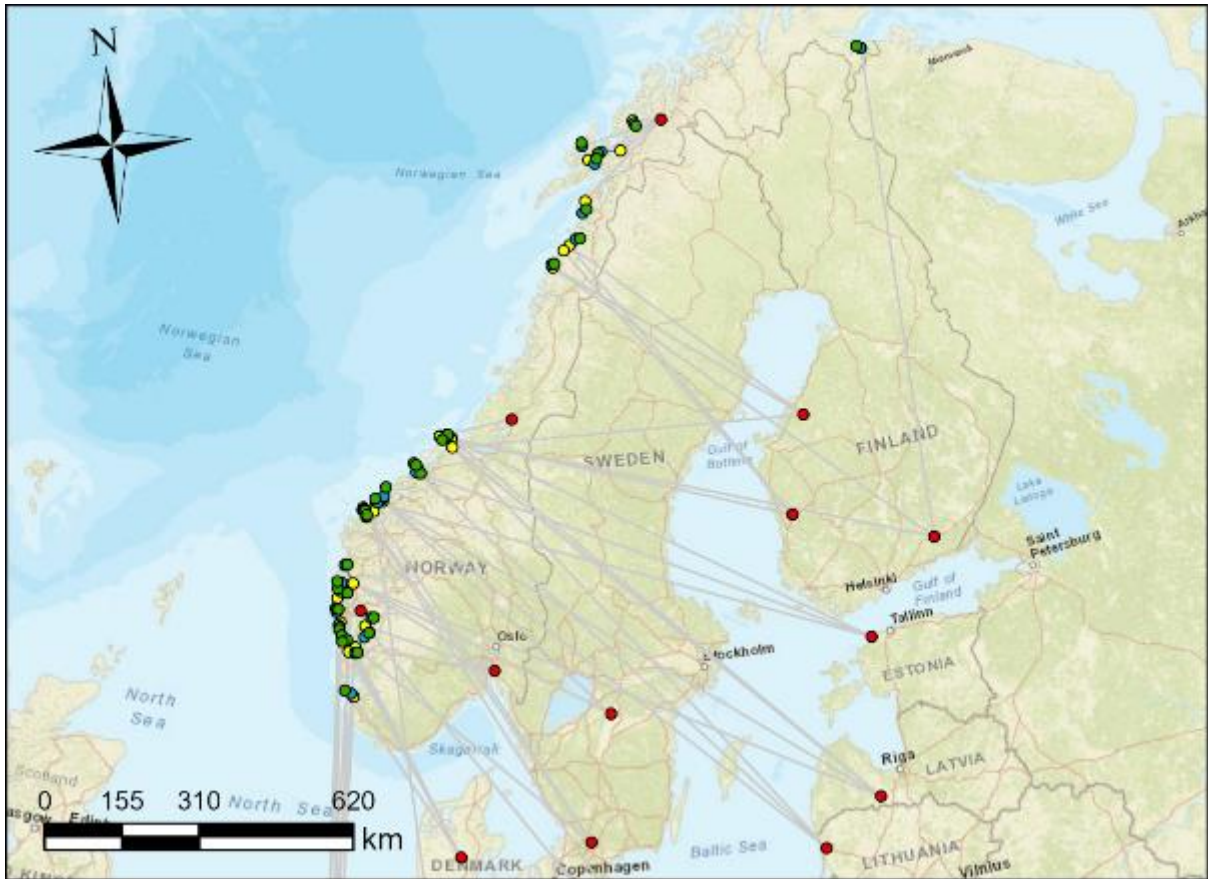 N
Murmansk
Norwegian Sea
White Sea
Norwegian
Sea
FINLAND
SWEDEN
Gulf of
Bothnia
Lake
Ladoga
Saint
Petersburg
NORWAY
Helsinki
Gulf of
Finland
Tallinn
Oslo
Stockholm
ESTONIA
North
Sea
Skagerrak
Riga
LATVIA
Scotland
0 155 310 620
km
North Sea
DENMARK
Copenhagen
Baltic Sea
LITHUANIA
Vilnius